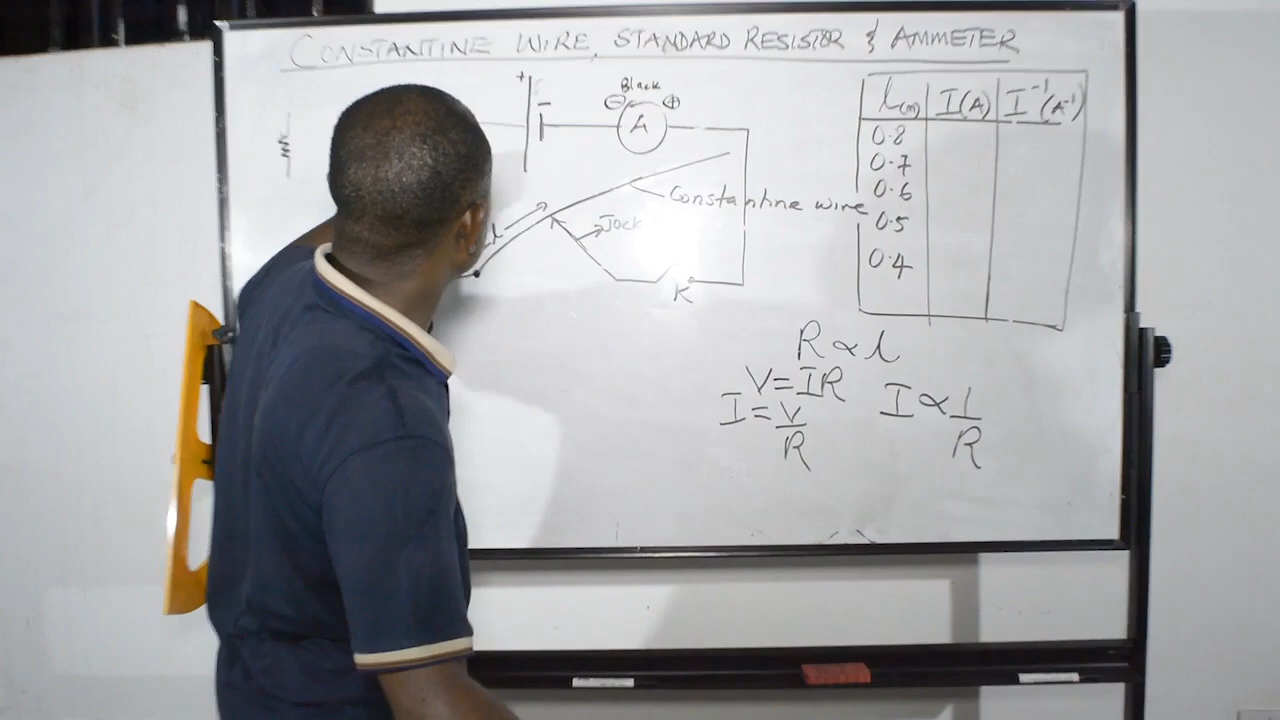 CONSTANTINE WIRE, STANDARD RESISTOR & AMMETER
+ -
Black
- +
A
Constantine wire
l
Jock
K
l(m) I(A) I⁻¹(A⁻¹)
0.8
0.7
0.6
0.5
0.4
R ∝ l
V = IR
I = V/R
I ∝ 1/R